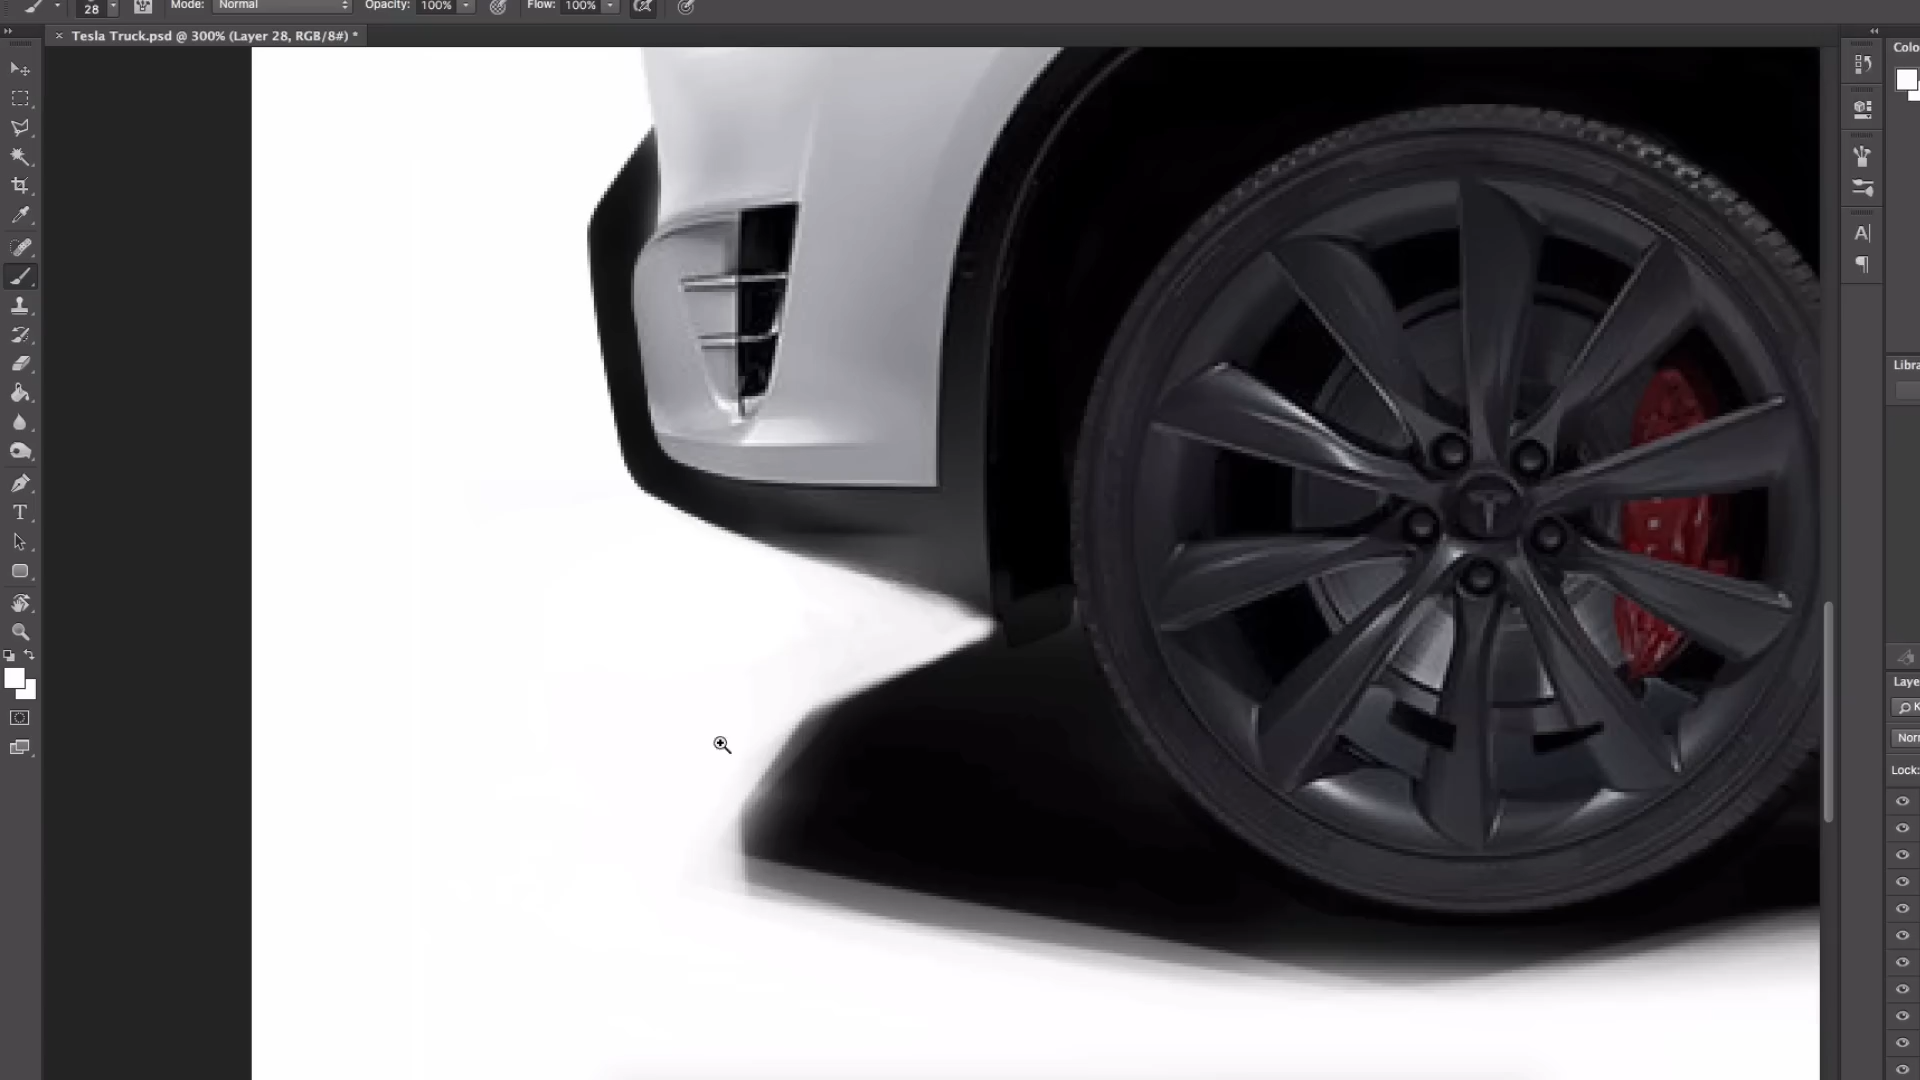 28
Mode: Normal
Opacity: 100%
Flow: 100%
Tesla Truck.psd @ 300% (Layer 28, RGB/8#) *
Colo
Libra
Laye
K
Norr
Lock: